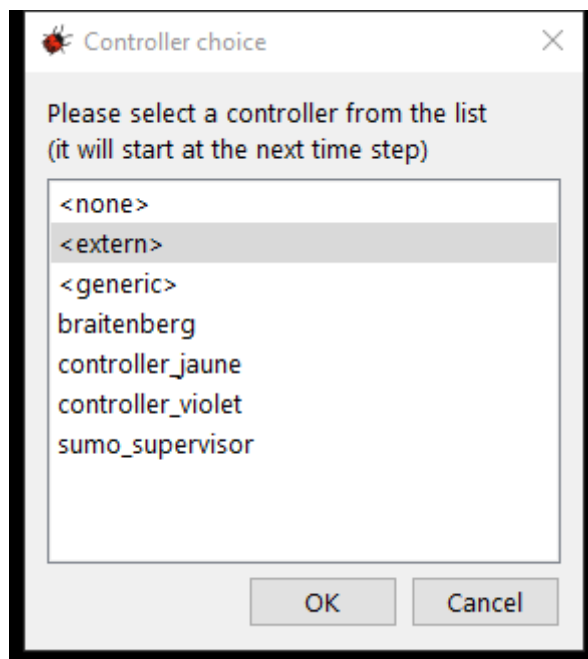 Controller choice
Please select a controller from the list
(it will start at the next time step)
<none>
<extern>
<generic>
braitenberg
controller_jaune
controller_violet
sumo_supervisor
OK
Cancel